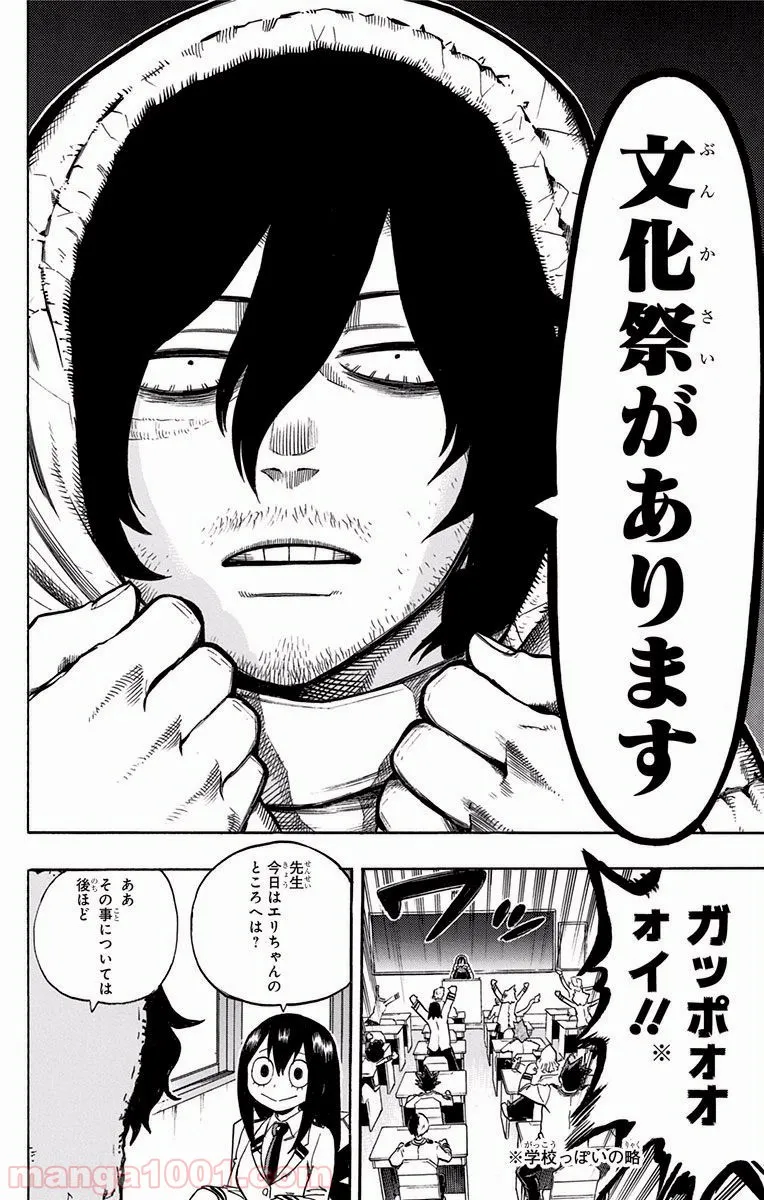 文化祭があります
ガッポォオ
ォイ!!※
※学校っぽいの略
先生
今日はエリちゃんの
ところへは?
ああ
その事については
後ほど
manga1001.com